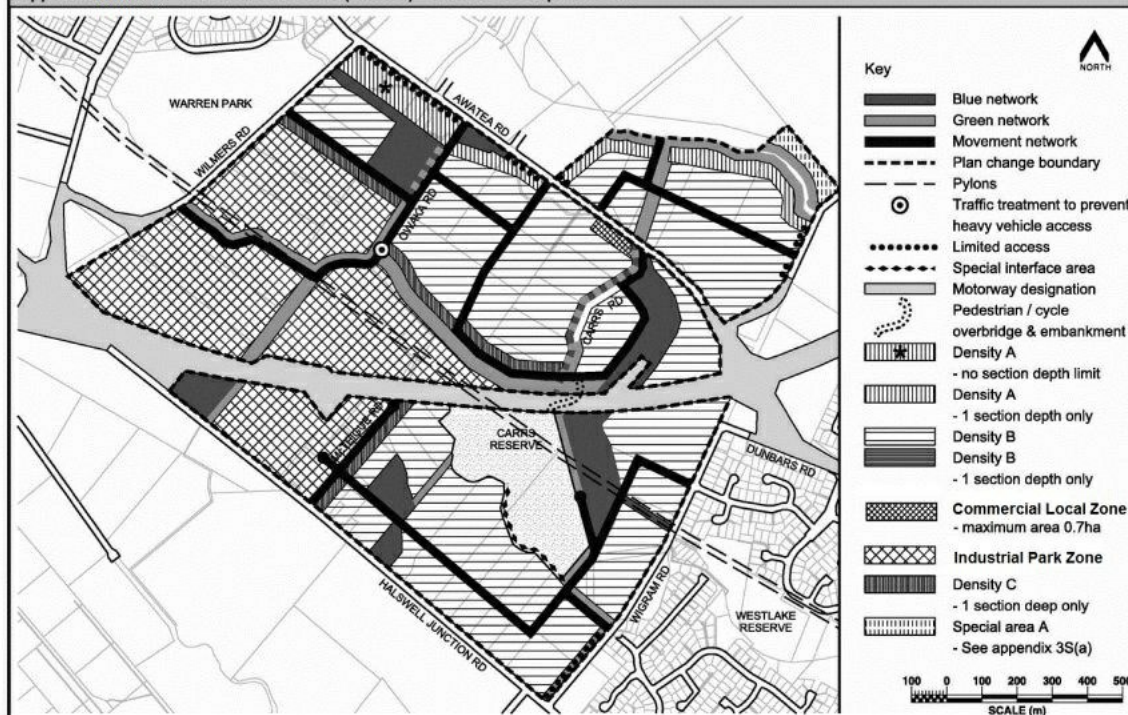 WARREN PARK
WILMERS RD
AWATEA RD
OWAKA RD
CARRS RD
CARRS
RESERVE
DUNBARS RD
WIGRAM RD
WESTLAKE
RESERVE
HALSWELL JUNCTION RD
NORTH
Key
Blue network
Green network
Movement network
Plan change boundary
Pylons
Traffic treatment to prevent
heavy vehicle access
Limited access
Special interface area
Motorway designation
Pedestrian / cycle
overbridge & embankment
Density A
- no section depth limit
Density A
- 1 section depth only
Density B
Density B
- 1 section depth only
Commercial Local Zone
- maximum area 0.7ha
Industrial Park Zone
Density C
- 1 section deep only
Special area A
- See appendix 3S(a)
100 0 100 200 300 400 500
SCALE (m)